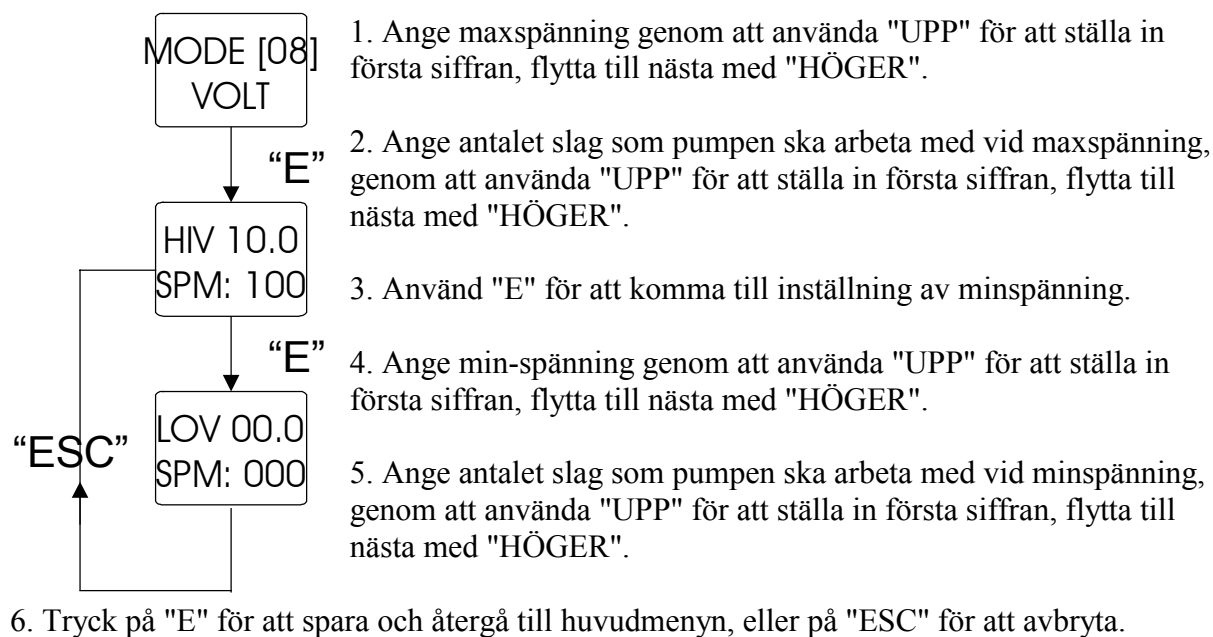 MODE [08]
VOLT
“E”
HIV 10.0
SPM: 100
“E”
LOV 00.0
SPM: 000
“ESC”
1. Ange maxspänning genom att använda "UPP" för att ställa in
första siffran, flytta till nästa med "HÖGER".
2. Ange antalet slag som pumpen ska arbeta med vid maxspänning,
genom att använda "UPP" för att ställa in första siffran, flytta till
nästa med "HÖGER".
3. Använd "E" för att komma till inställning av minspänning.
4. Ange min-spänning genom att använda "UPP" för att ställa in
första siffran, flytta till nästa med "HÖGER".
5. Ange antalet slag som pumpen ska arbeta med vid minspänning,
genom att använda "UPP" för att ställa in första siffran, flytta till
nästa med "HÖGER".
6. Tryck på "E" för att spara och återgå till huvudmenyn, eller på "ESC" för att avbryta.